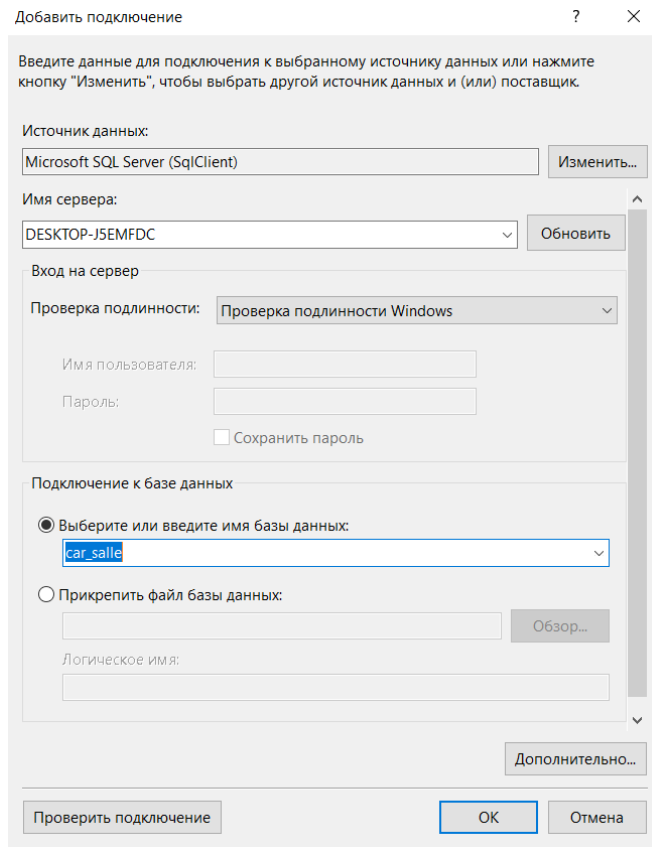 Добавить подключение
?
Введите данные для подключения к выбранному источнику данных или нажмите
кнопку "Изменить", чтобы выбрать другой источник данных и (или) поставщик.
Источник данных:
Microsoft SQL Server (SqlClient)
Изменить...
Имя сервера:
DESKTOP-J5EMFDC
Обновить
Вход на сервер
Проверка подлинности:
Проверка подлинности Windows
Имя пользователя:
Пароль:
Сохранить пароль
Подключение к базе данных
Выберите или введите имя базы данных:
car_salle
Прикрепить файл базы данных:
Обзор...
Логическое имя:
Дополнительно...
Проверить подключение
ОК
Отмена